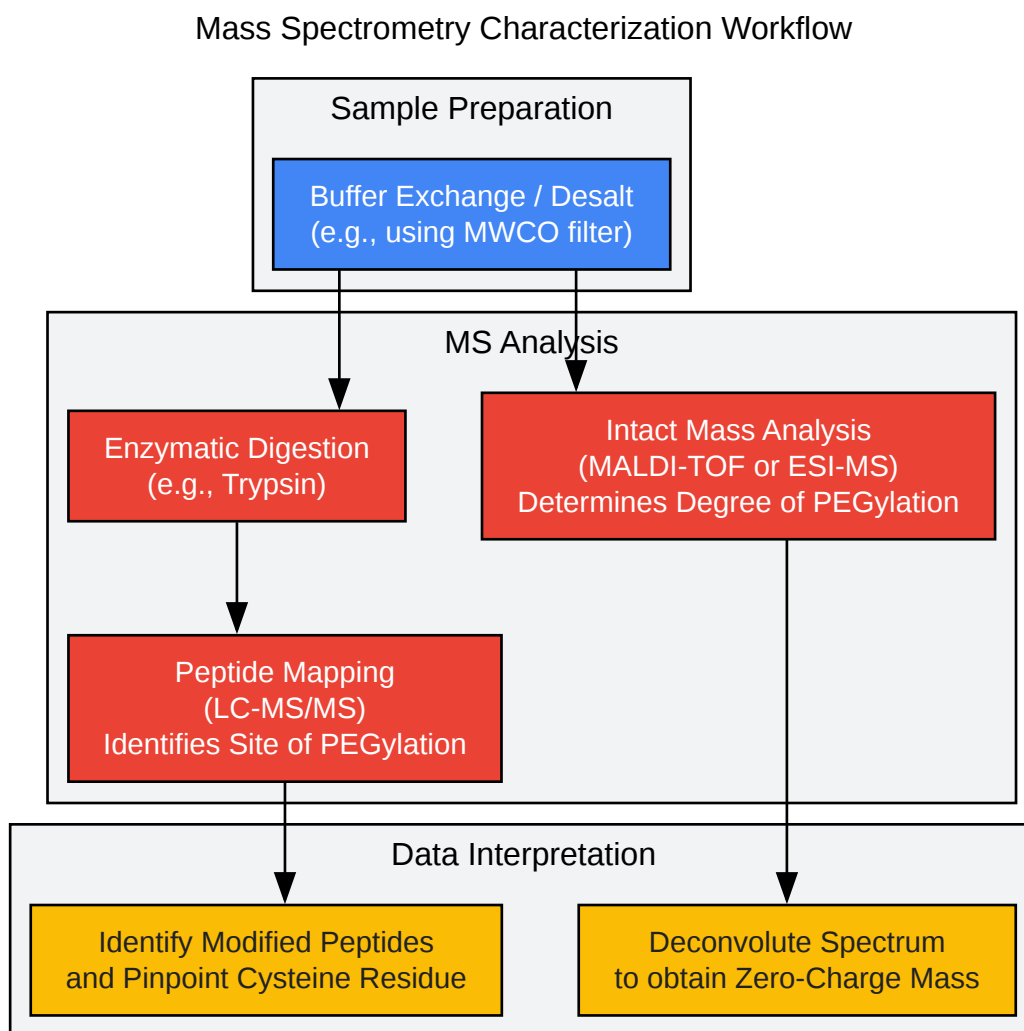 Mass Spectrometry Characterization Workflow
Sample Preparation
Buffer Exchange / Desalt
(e.g., using MWCO filter)
MS Analysis
Enzymatic Digestion
(e.g., Trypsin)
Intact Mass Analysis
(MALDI-TOF or ESI-MS)
Determines Degree of PEGylation
Peptide Mapping
(LC-MS/MS)
Identifies Site of PEGylation
Data Interpretation
Identify Modified Peptides
and Pinpoint Cysteine Residue
Deconvolute Spectrum
to obtain Zero-Charge Mass